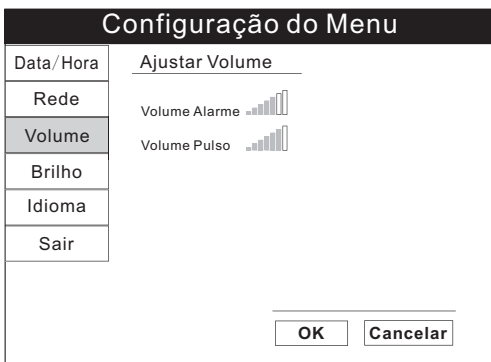 Configuração do Menu
Data/Hora
Rede
Volume
Brilho
Idioma
Sair
Ajustar Volume
Volume Alarme
Volume Pulso
OK
Cancelar